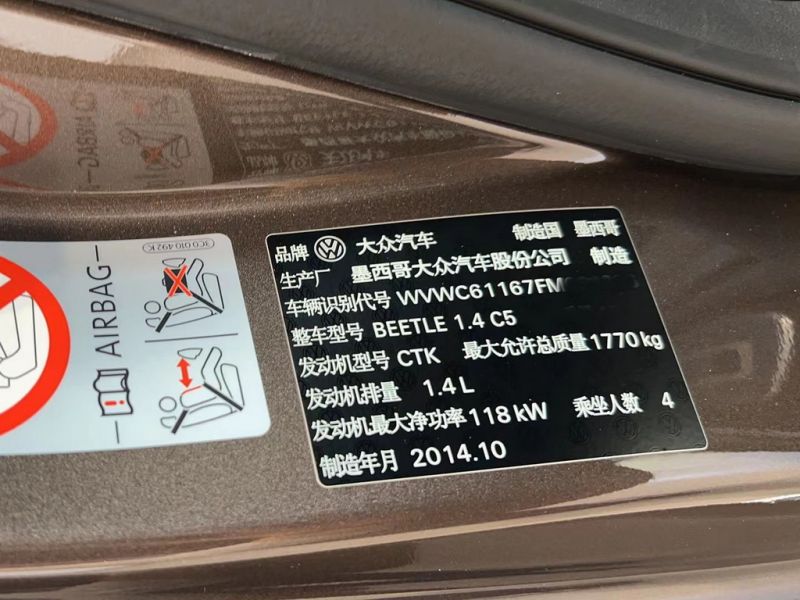 3C0 010 492K
AIRBAG
品牌 大众汽车 制造国 墨西哥
生产厂 墨西哥大众汽车股份公司 制造
车辆识别代号 WVWC61167FM
整车型号 BEETLE 1.4 C5
发动机型号 CTK 最大允许总质量 1770 kg
发动机排量 1.4 L
发动机最大净功率 118 kW 乘坐人数 4
制造年月 2014.10